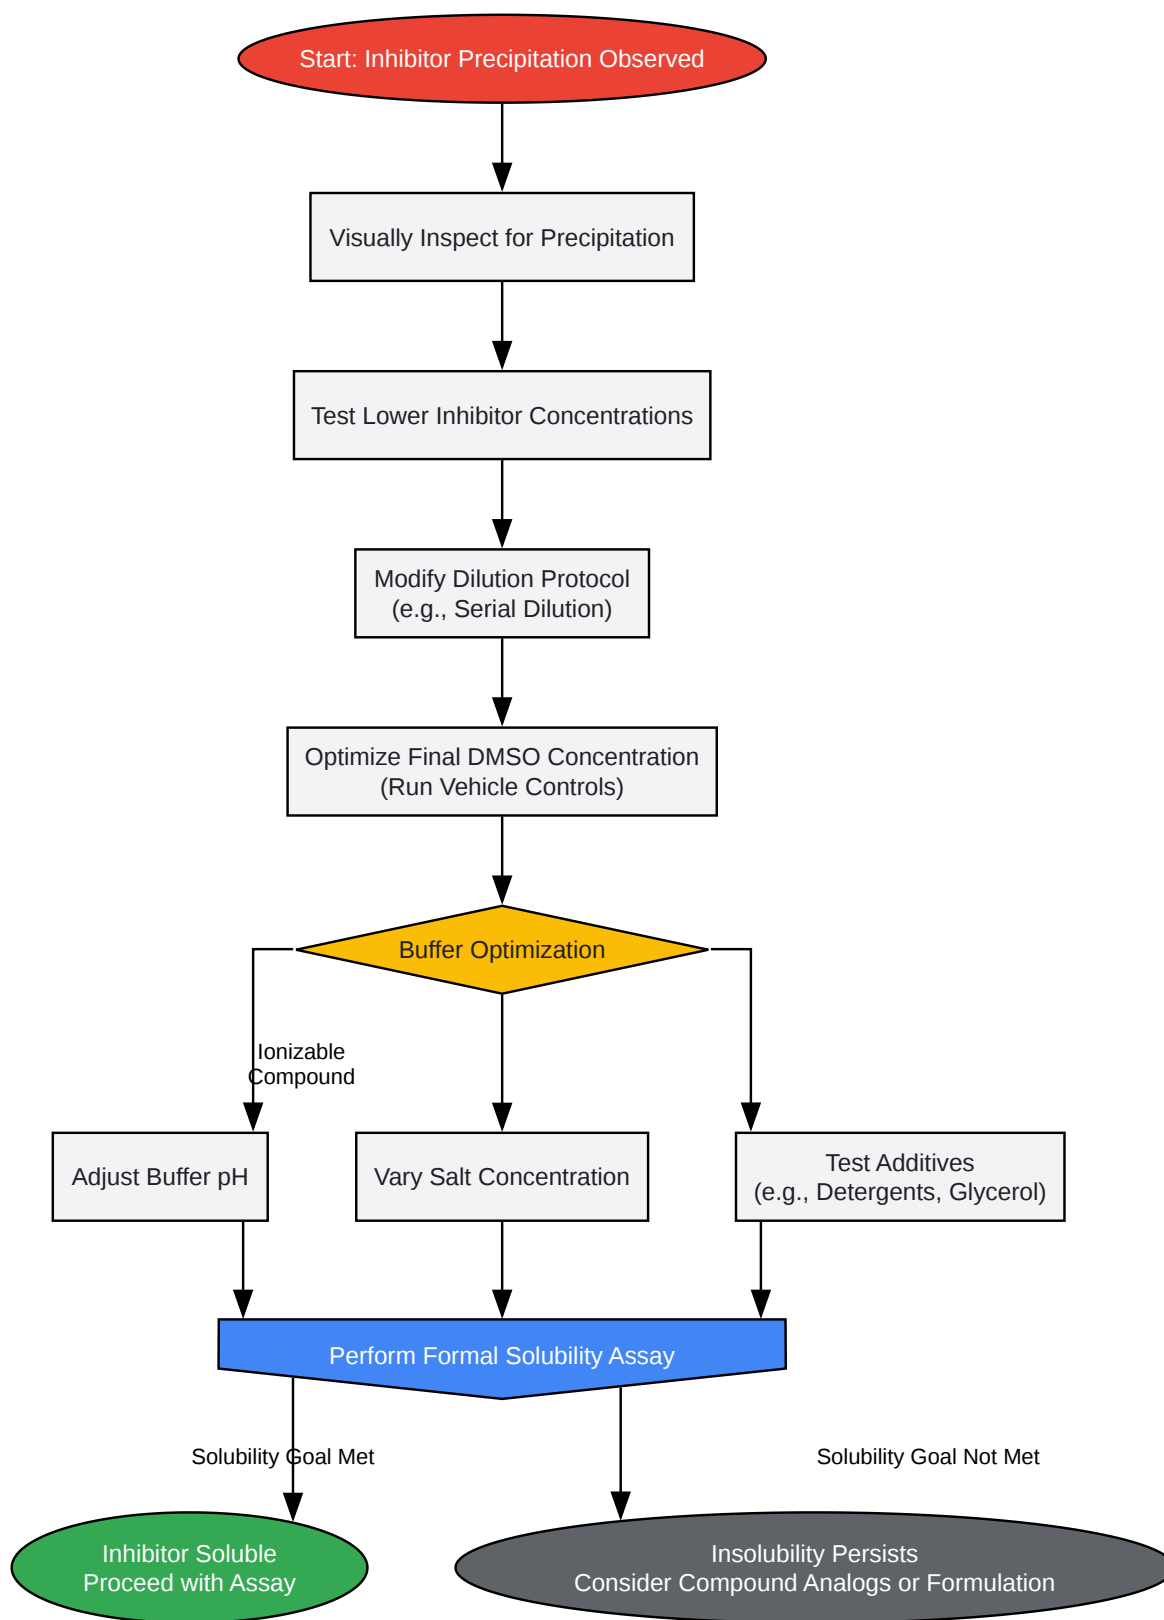 Start: Inhibitor Precipitation Observed
Visually Inspect for Precipitation
Test Lower Inhibitor Concentrations
Modify Dilution Protocol
(e.g., Serial Dilution)
Optimize Final DMSO Concentration
(Run Vehicle Controls)
Buffer Optimization
Ionizable
Compound
Adjust Buffer pH
Vary Salt Concentration
Test Additives
(e.g., Detergents, Glycerol)
Perform Formal Solubility Assay
Solubility Goal Met
Solubility Goal Not Met
Inhibitor Soluble
Proceed with Assay
Insolubility Persists
Consider Compound Analogs or Formulation